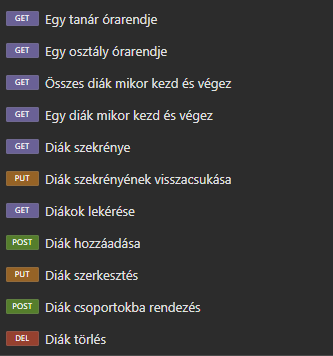 GET Egy tanár órarendje
GET Egy osztály órarendje
GET Összes diák mikor kezd és végez
GET Egy diák mikor kezd és végez
GET Diák szekrénye
PUT Diák szekrényének visszacsukása
GET Diákok lekérése
POST Diák hozzáadása
PUT Diák szerkesztés
POST Diák csoportokba rendezés
DEL Diák törlés